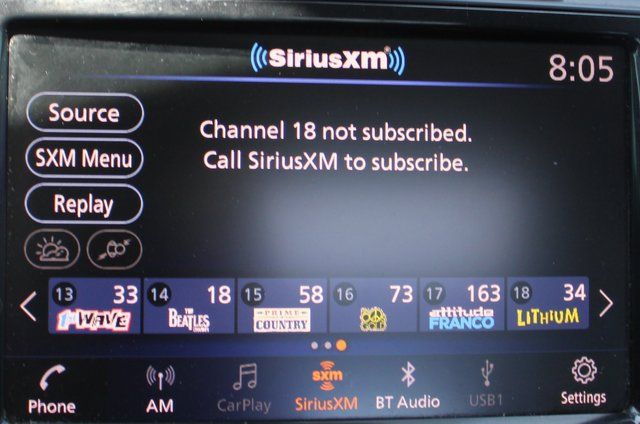 SiriusXM
8:05
Source
Channel 18 not subscribed.
SXM Menu
Call SiriusXM to subscribe.
Replay
13 33
14 18
15 58
16 73
17 163
18 34
1st WAVE
THE BEATLES CHANNEL
PRIME COUNTRY
attitude FRANCO
LITHIUM
sxm
Phone
AM
CarPlay
SiriusXM
BT Audio
USB1
Settings